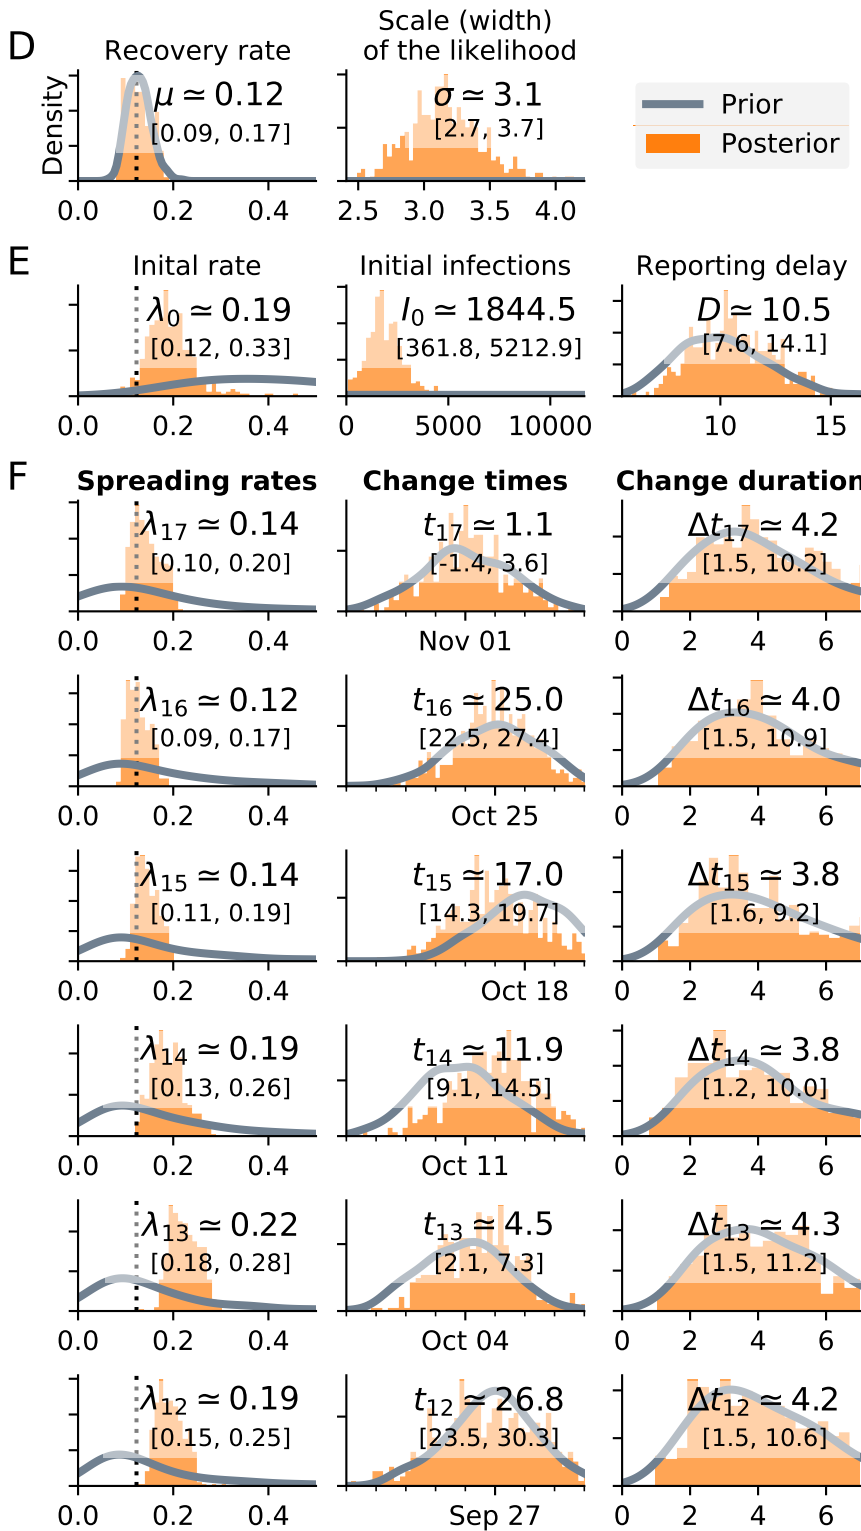 D
Recovery rate
Scale (width)
of the likelihood
Density
μ ≃ 0.12
[0.09, 0.17]
σ ≃ 3.1
[2.7, 3.7]
Prior
Posterior
0.0 0.2 0.4
2.5 3.0 3.5 4.0
E
Inital rate
Initial infections
Reporting delay
λ0 ≃ 0.19
[0.12, 0.33]
I0 ≃ 1844.5
[361.8, 5212.9]
D ≃ 10.5
[7.6, 14.1]
0.0 0.2 0.4
0 5000 10000
10 15
F
Spreading rates
Change times
Change duration
λ17 ≃ 0.14
[0.10, 0.20]
t17 ≃ 1.1
[-1.4, 3.6]
Δt17 ≃ 4.2
[1.5, 10.2]
0.0 0.2 0.4
Nov 01
0 2 4 6
λ16 ≃ 0.12
[0.09, 0.17]
t16 ≃ 25.0
[22.5, 27.4]
Δt16 ≃ 4.0
[1.5, 10.9]
0.0 0.2 0.4
Oct 25
0 2 4 6
λ15 ≃ 0.14
[0.11, 0.19]
t15 ≃ 17.0
[14.3, 19.7]
Δt15 ≃ 3.8
[1.6, 9.2]
0.0 0.2 0.4
Oct 18
0 2 4 6
λ14 ≃ 0.19
[0.13, 0.26]
t14 ≃ 11.9
[9.1, 14.5]
Δt14 ≃ 3.8
[1.2, 10.0]
0.0 0.2 0.4
Oct 11
0 2 4 6
λ13 ≃ 0.22
[0.18, 0.28]
t13 ≃ 4.5
[2.1, 7.3]
Δt13 ≃ 4.3
[1.5, 11.2]
0.0 0.2 0.4
Oct 04
0 2 4 6
λ12 ≃ 0.19
[0.15, 0.25]
t12 ≃ 26.8
[23.5, 30.3]
Δt12 ≃ 4.2
[1.5, 10.6]
0.0 0.2 0.4
Sep 27
0 2 4 6